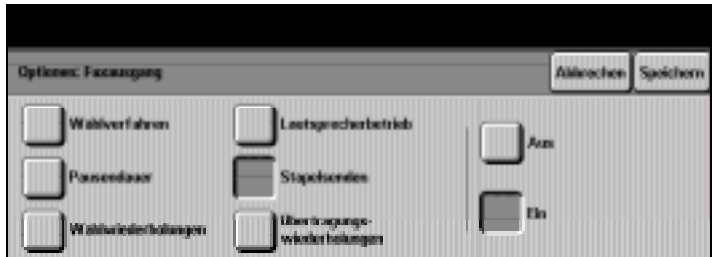 Optionen: Faxausgang
Abbrechen
Speichern
Wählverfahren
Lautsprecherbetrieb
Aus
Pausendauer
Stapelsenden
Ein
Wahlwiederholungen
Übertragungs-
wiederholungen